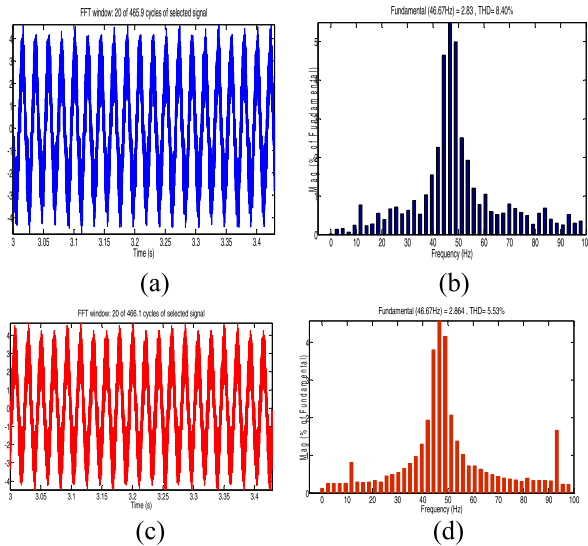 FFT window: 20 of 465.9 cycles of selected signal
4
3
2
1
0
-1
-2
-3
-4
3 3.05 3.1 3.15 3.2 3.25 3.3 3.35 3.4
Time (s)
(a)
Fundamental (46.67Hz) = 2.83 , THD= 8.40%
Mag (% of Fundamental)
5
4
3
2
1
0
0 10 20 30 40 50 60 70 80 90 100
Frequency (Hz)
(b)
FFT window: 20 of 466.1 cycles of selected signal
4
3
2
1
0
-1
-2
-3
-4
3 3.05 3.1 3.15 3.2 3.25 3.3 3.35 3.4
Time (s)
(c)
Fundamental (46.67Hz) = 2.864 , THD= 5.53%
Mag (% of Fundamental)
4
3
2
1
0
0 10 20 30 40 50 60 70 80 90 100
Frequency (Hz)
(d)